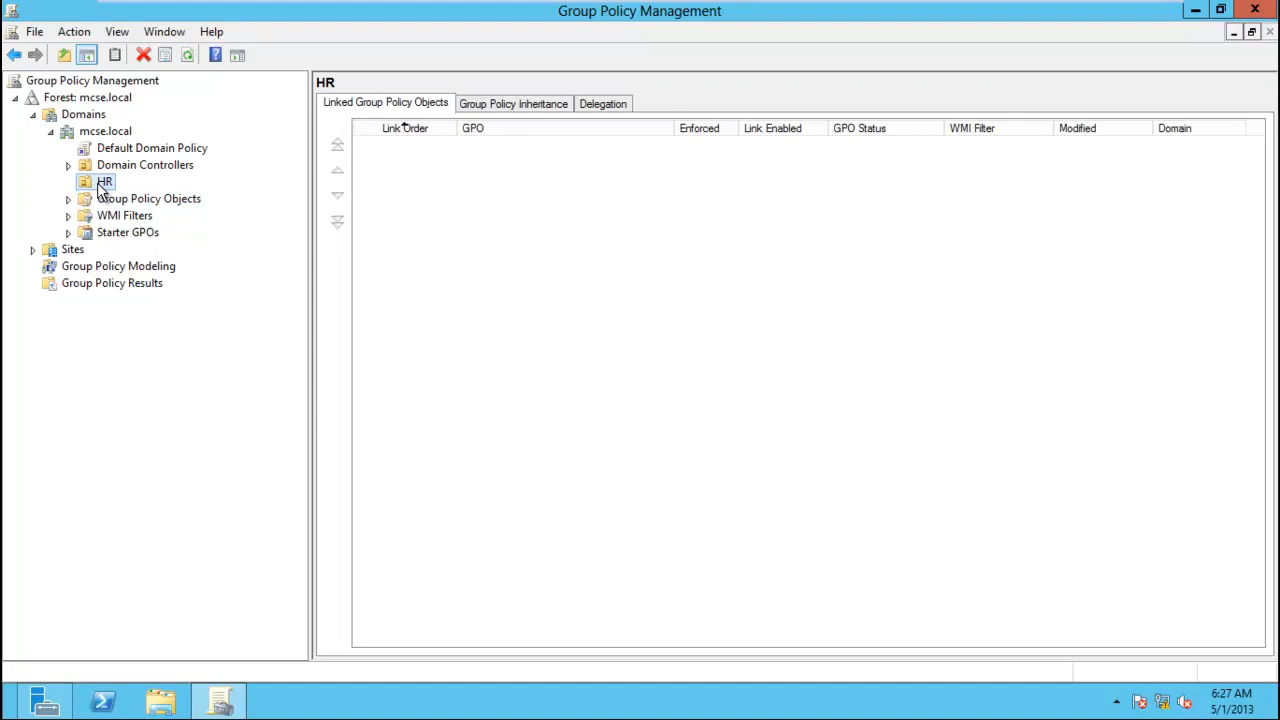 Group Policy Management
File Action View Window Help
Group Policy Management
Forest: mcse.local
Domains
mcse.local
Default Domain Policy
Domain Controllers
HR
Group Policy Objects
WMI Filters
Starter GPOs
Sites
Group Policy Modeling
Group Policy Results
HR
Linked Group Policy Objects Group Policy Inheritance Delegation
Link Order GPO Enforced Link Enabled GPO Status WMI Filter Modified Domain
6:27 AM
5/1/2013